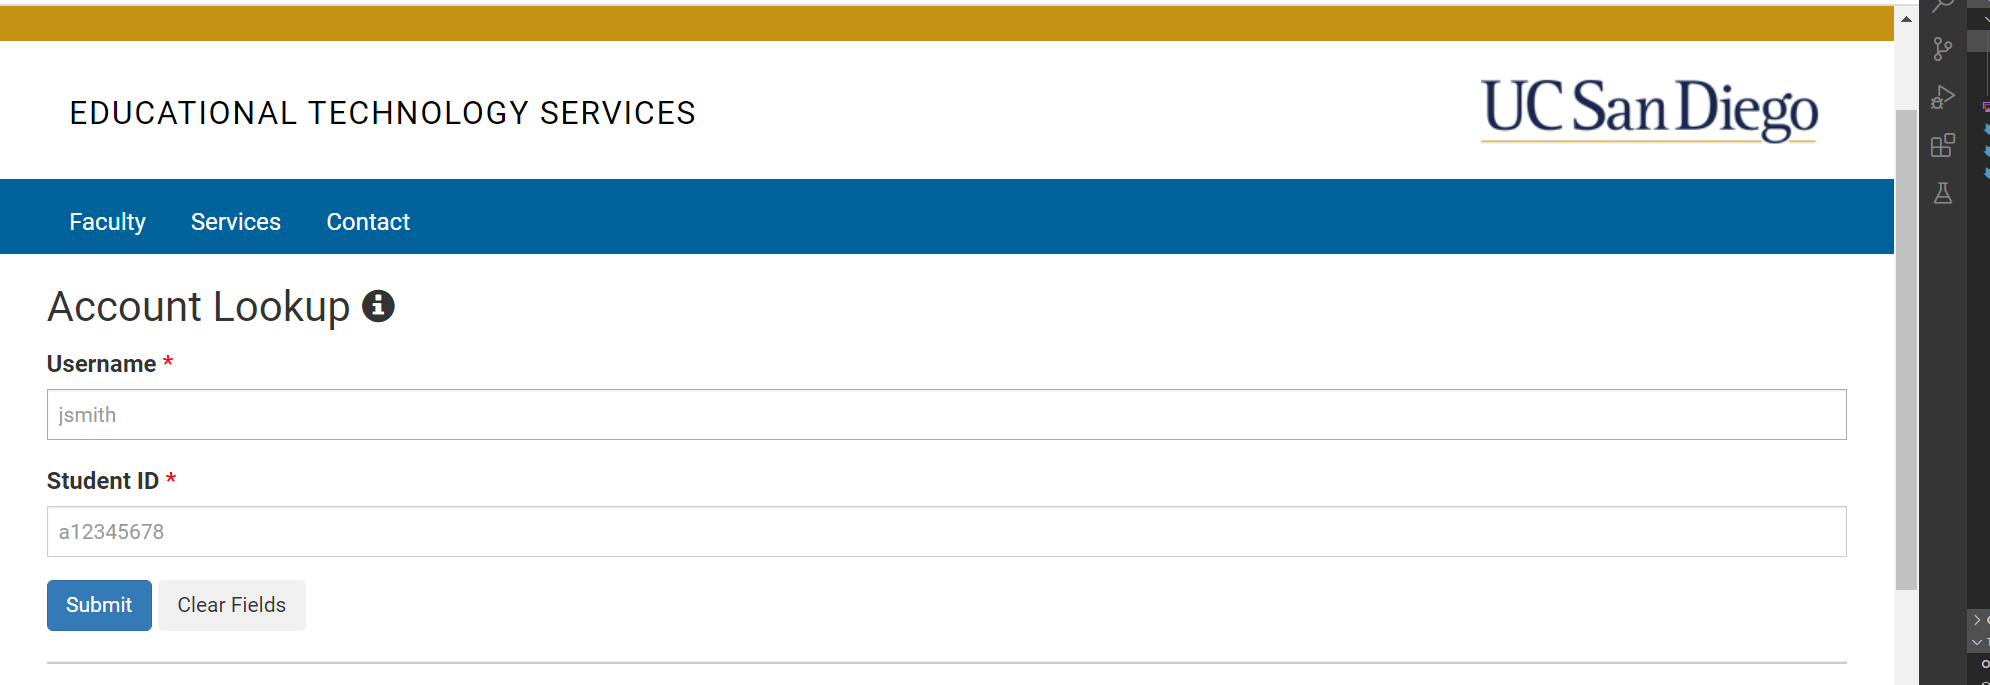 EDUCATIONAL TECHNOLOGY SERVICES
UC San Diego
Faculty Services Contact
Account Lookup
Username *
jsmith
Student ID *
a12345678
Submit Clear Fields